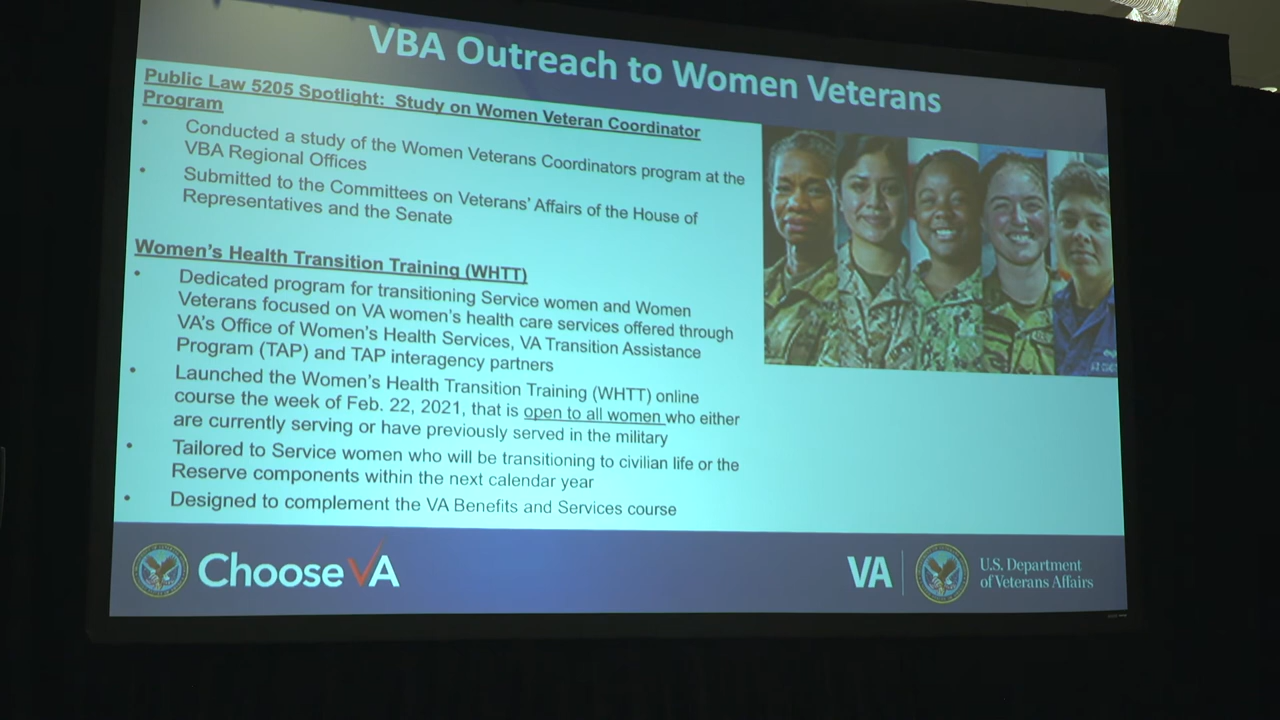 VBA Outreach to Women Veterans
Public Law 5205 Spotlight: Study on Women Veteran Coordinator
Program
• Conducted a study of the Women Veterans Coordinators program at the
VBA Regional Offices
• Submitted to the Committees on Veterans' Affairs of the House of
Representatives and the Senate
Women's Health Transition Training (WHTT)
• Dedicated program for transitioning Service women and Women
Veterans focused on VA women's health care services offered through
VA's Office of Women's Health Services, VA Transition Assistance
Program (TAP) and TAP interagency partners
• Launched the Women's Health Transition Training (WHTT) online
course the week of Feb. 22, 2021, that is open to all women who either
are currently serving or have previously served in the military
• Tailored to Service women who will be transitioning to civilian life or the
Reserve components within the next calendar year
• Designed to complement the VA Benefits and Services course
Choose VA
VA
U.S. Department
of Veterans Affairs